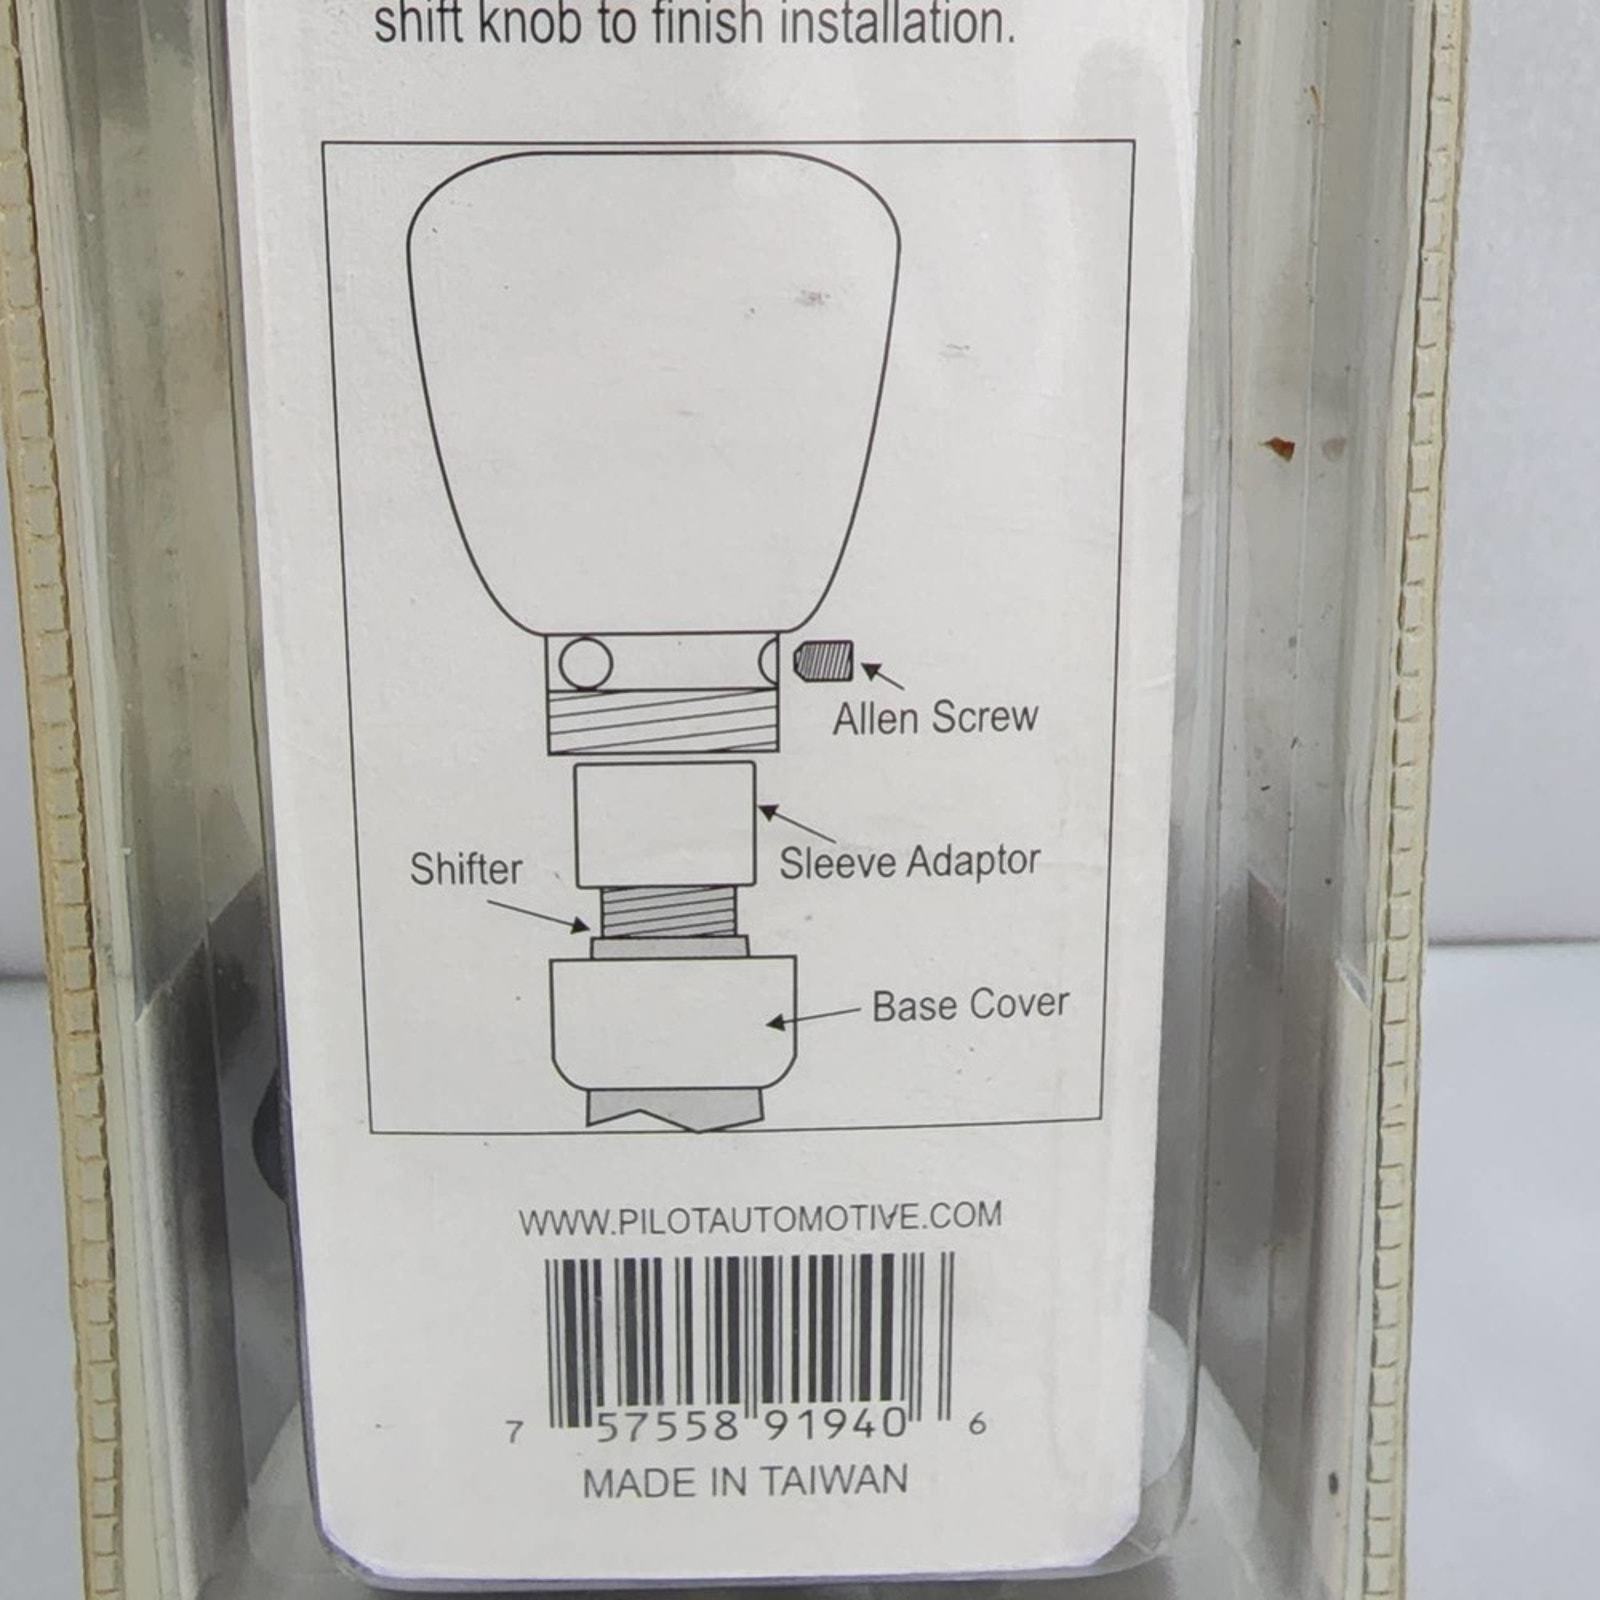 shift knob to finish installation.
Allen Screw
Shifter
Sleeve Adaptor
Base Cover
WWW.PILOTAUTOMOTIVE.COM
7 57558 91940 6
MADE IN TAIWAN